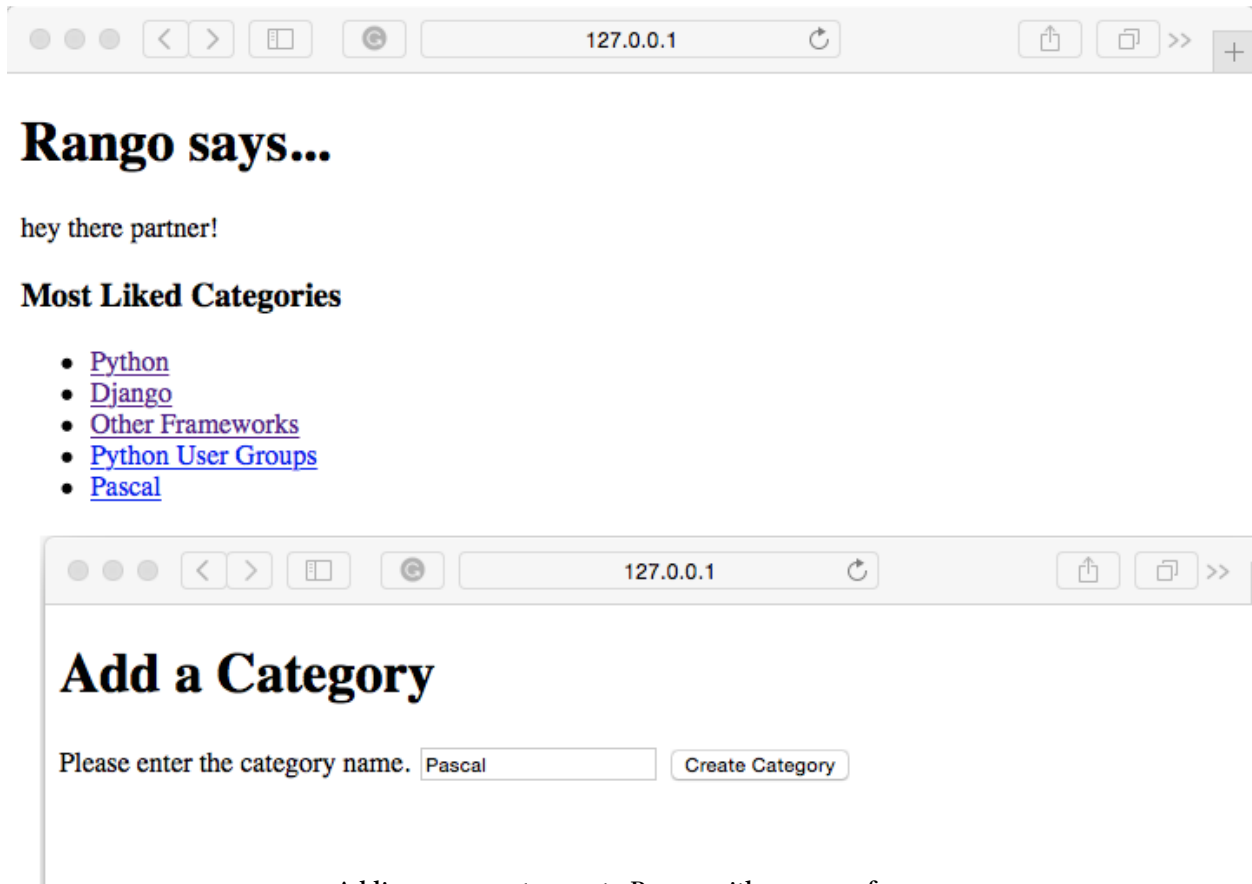 127.0.0.1
Rango says...
hey there partner!
Most Liked Categories
Python
Django
Other Frameworks
Python User Groups
Pascal
127.0.0.1
Add a Category
Please enter the category name. Pascal Create Category